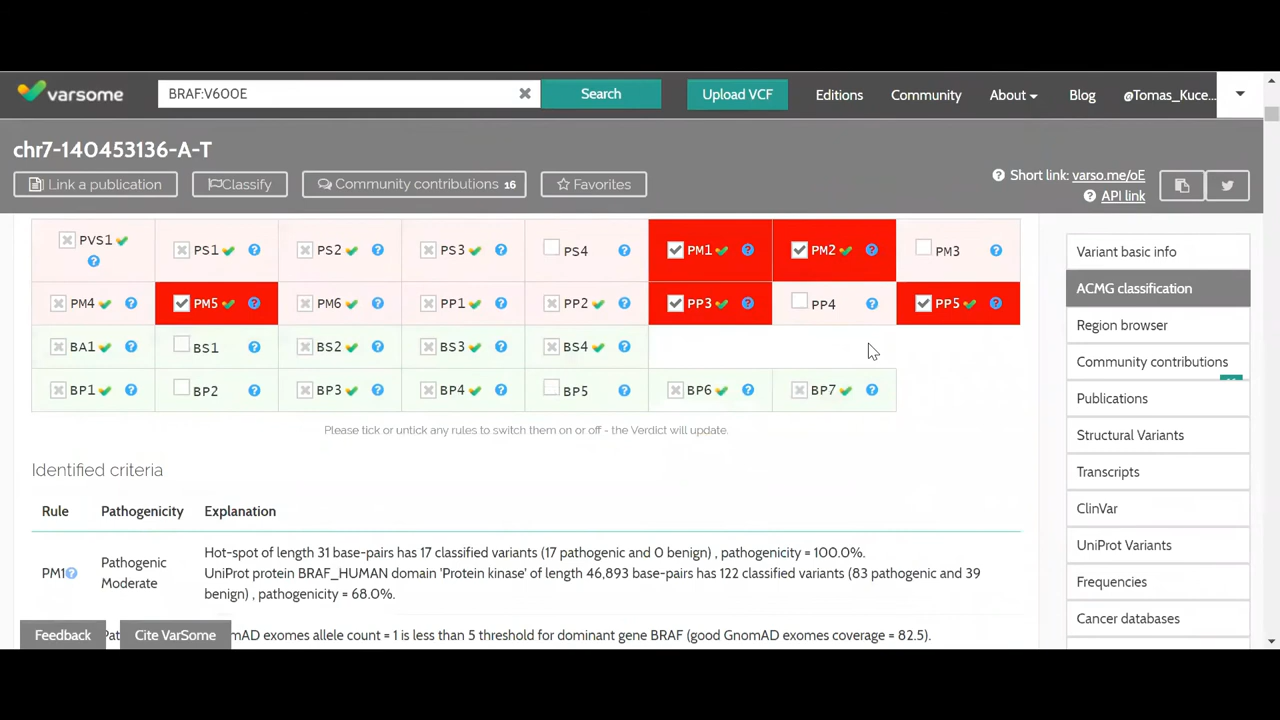 varsome BRAF:V600E Search Upload VCF Editions Community About Blog @Tomas_Kuce...
chr7-140453136-A-T
Link a publication Classify Community contributions 16 Favorites
Short link: varso.me/oE
API link
PVS1 PS1 PS2 PS3 PS4 PM1 PM2 PM3
PM4 PM5 PM6 PP1 PP2 PP3 PP4 PP5
BA1 BS1 BS2 BS3 BS4
BP1 BP2 BP3 BP4 BP5 BP6 BP7
Please tick or untick any rules to switch them on or off - the Verdict will update.
Identified criteria
Rule Pathogenicity Explanation
PM1
Pathogenic
Moderate
Hot-spot of length 31 base-pairs has 17 classified variants (17 pathogenic and 0 benign) , pathogenicity = 100.0%.
UniProt protein BRAF_HUMAN domain 'Protein kinase' of length 46,893 base-pairs has 122 classified variants (83 pathogenic and 39
benign) , pathogenicity = 68.0%.
exomes allele count = 1 is less than 5 threshold for dominant gene BRAF (good GnomAD exomes coverage = 82.5).
Feedback Cite VarSome
Variant basic info
ACMG classification
Region browser
Community contributions
Publications
Structural Variants
Transcripts
ClinVar
UniProt Variants
Frequencies
Cancer databases